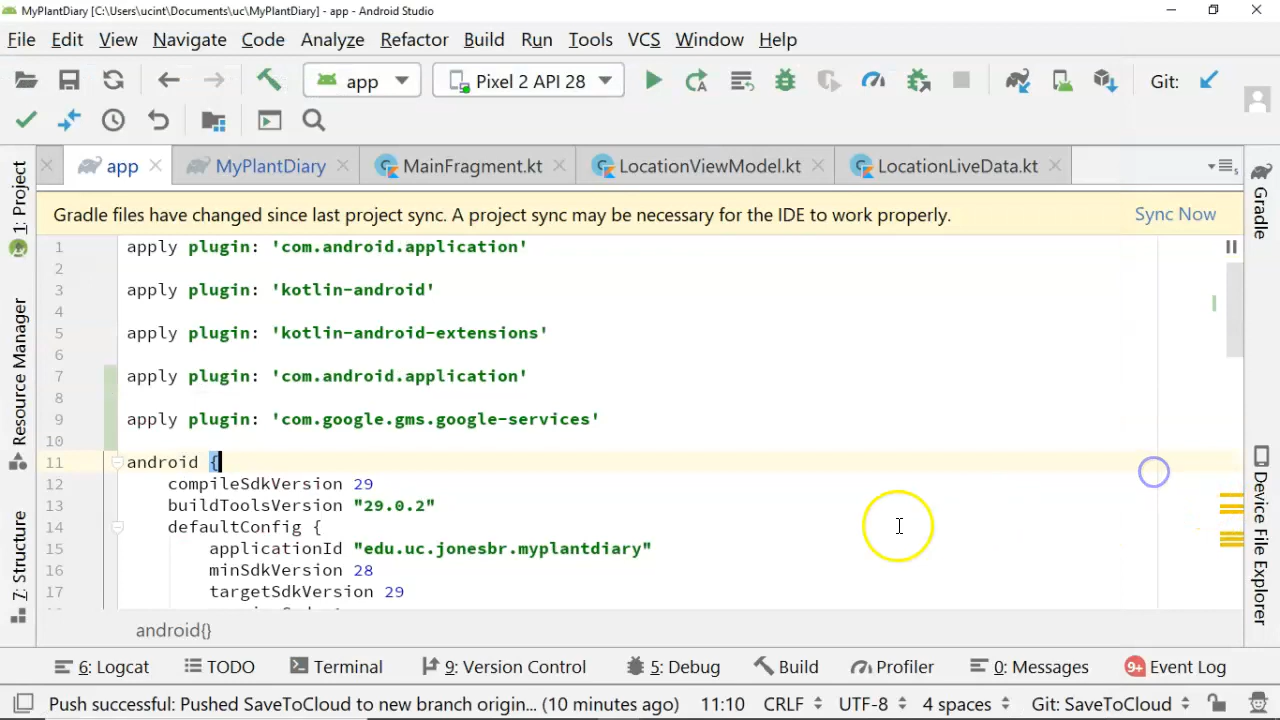 MyPlantDiary [C:\Users\ucint\Documents\uc\MyPlantDiary] - app - Android Studio
File Edit View Navigate Code Analyze Refactor Build Run Tools VCS Window Help
app Pixel 2 API 28 Git:
app MyPlantDiary MainFragment.kt LocationViewModel.kt LocationLiveData.kt
Gradle files have changed since last project sync. A project sync may be necessary for the IDE to work properly. Sync Now
1 apply plugin: 'com.android.application'
2
3 apply plugin: 'kotlin-android'
4
5 apply plugin: 'kotlin-android-extensions'
6
7 apply plugin: 'com.android.application'
8
9 apply plugin: 'com.google.gms.google-services'
10
11 android {
12 compileSdkVersion 29
13 buildToolsVersion "29.0.2"
14 defaultConfig {
15 applicationId "edu.uc.jonesbr.myplantdiary"
16 minSdkVersion 28
17 targetSdkVersion 29
android{}
1: Project
Resource Manager
7: Structure
Gradle
Device File Explorer
6: Logcat TODO Terminal 9: Version Control 5: Debug Build Profiler 0: Messages 9+ Event Log
Push successful: Pushed SaveToCloud to new branch origin... (10 minutes ago) 11:10 CRLF UTF-8 4 spaces Git: SaveToCloud